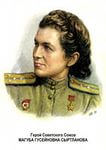 Герой Советского Союза
МАГУБА ГУСЕЙНОВНА СЫРТЛАНОВА